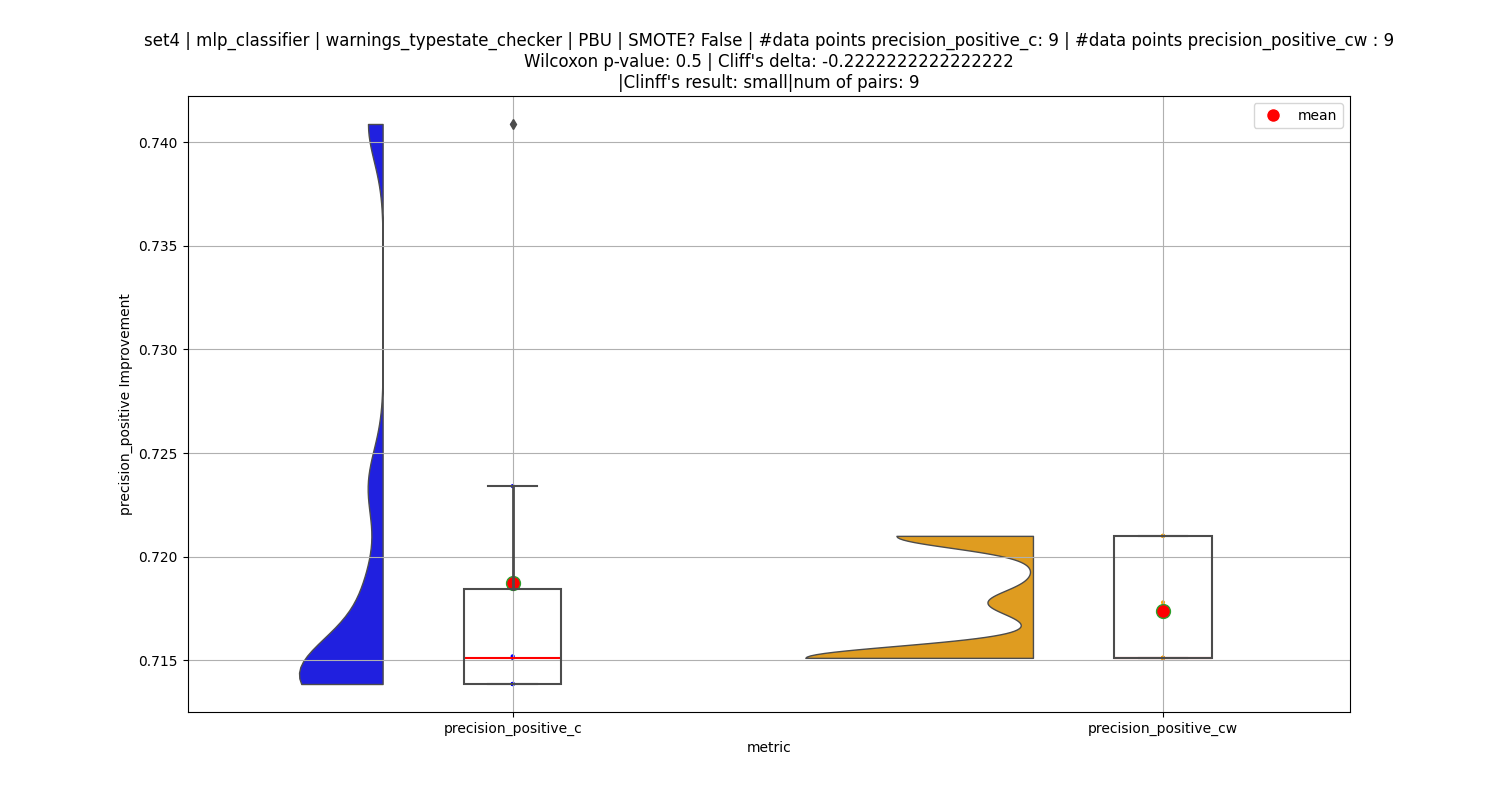 set4 | mlp_classifier | warnings_typestate_checker | PBU | SMOTE? False | #data points precision_positive_c: 9 | #data points precision_positive_cw : 9
Wilcoxon p-value: 0.5 | Cliff's delta: -0.2222222222222222
|Clinff's result: small|num of pairs: 9
mean
0.740
0.735
0.730
0.725
0.720
0.715
precision_positive Improvement
precision_positive_c
precision_positive_cw
metric